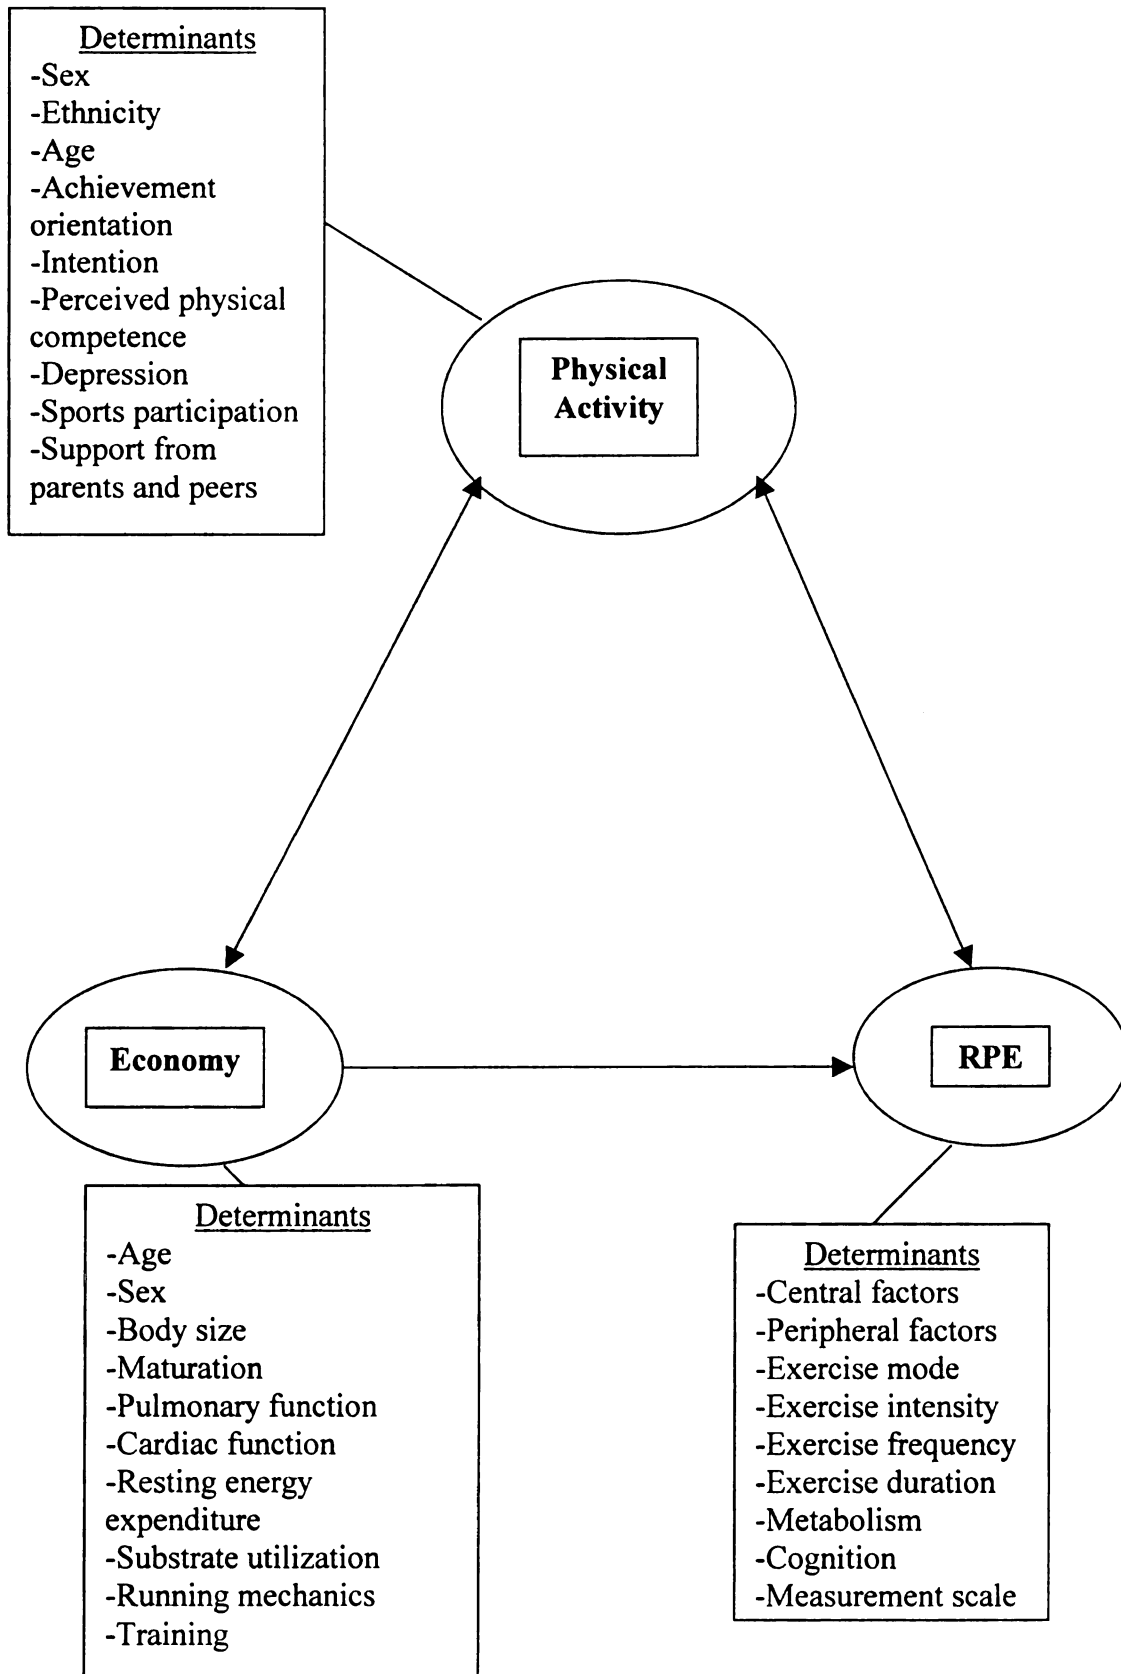 Determinants
-Sex
-Ethnicity
-Age
-Achievement
orientation
-Intention
-Perceived physical
competence
-Depression
-Sports participation
-Support from
parents and peers
Physical
Activity
Economy
RPE
Determinants
-Age
-Sex
-Body size
-Maturation
-Pulmonary function
-Cardiac function
-Resting energy
expenditure
-Substrate utilization
-Running mechanics
-Training
Determinants
-Central factors
-Peripheral factors
-Exercise mode
-Exercise intensity
-Exercise frequency
-Exercise duration
-Metabolism
-Cognition
-Measurement scale